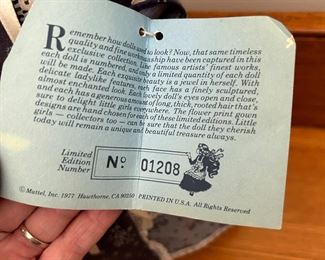 Remember how dolls used to look? Now, that same timeless
quality and fine workmanship have been captured in this
exclusive collection. Like famous artists' finest works,
each doll is numbered, and only a limited quantity of each doll
will be made. Each exquisite beauty is a jewel herself. With
delicate ladylike features, each face has a finely sculptured,
almost enchanted look. Each lovely doll's eyes open and close,
and each has a generous amount of long, thick, rooted hair that's
sure to delight little girls everywhere. The flower print gown
designs are hand chosen for each of these limited editions. Little
girls – collectors too – can be sure that the doll they cherish
today will remain a unique and beautiful treasure always.
Limited
Edition
Number
Nº 01208
© Mattel, Inc. 1977 Hawthorne, CA 90250 PRINTED IN U.S.A. All Rights Reserved